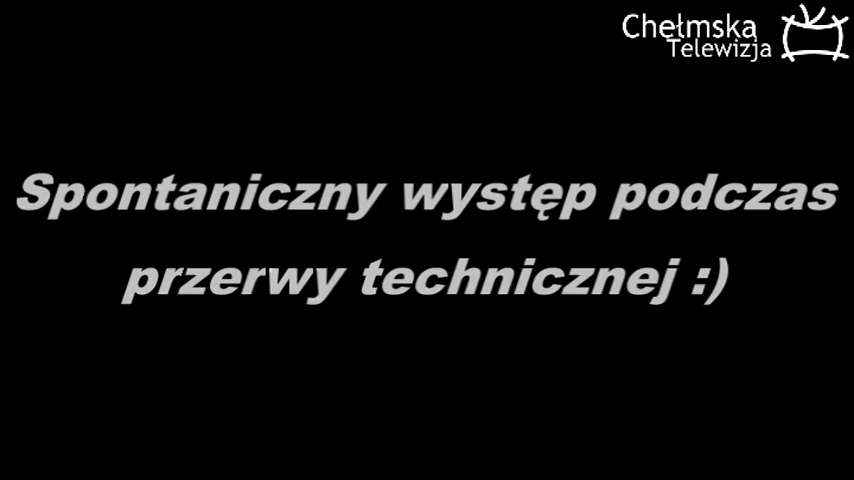 Chełmska
Telewizja
Spontaniczny występ podczas
przerwy technicznej :)